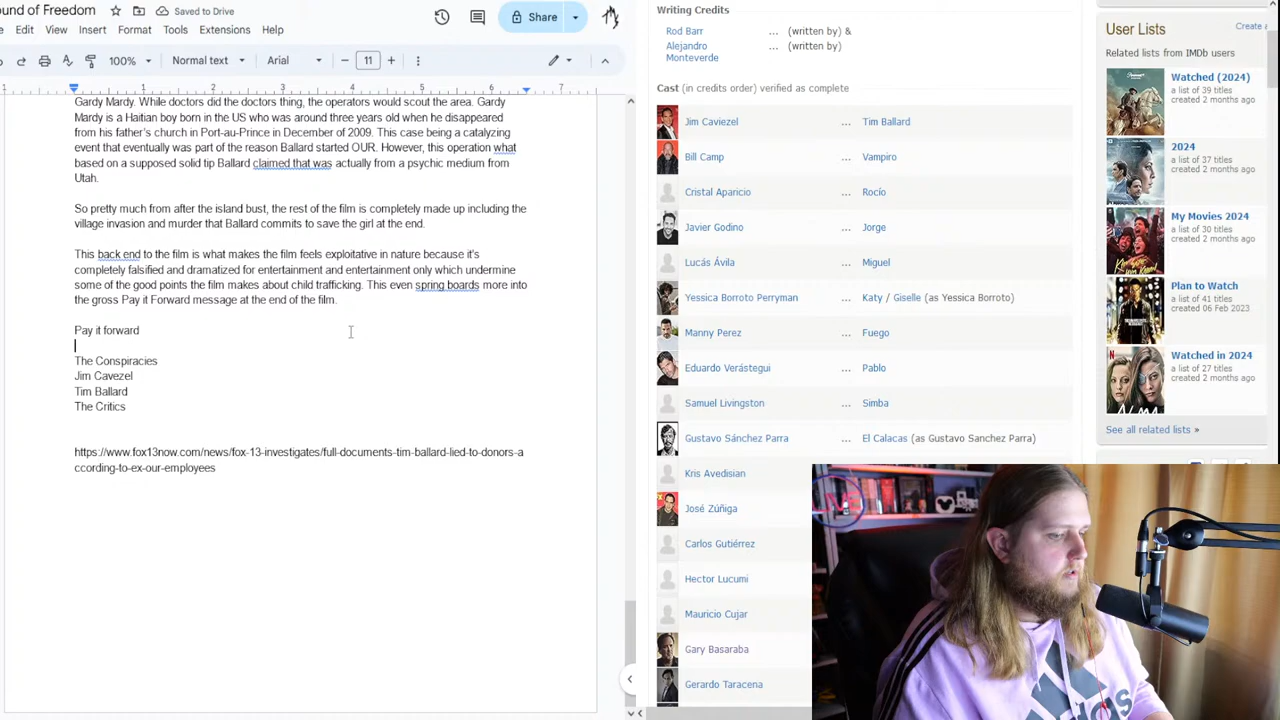 ound of Freedom
Saved to Drive
Share
Edit View Insert Format Tools Extensions Help
100% Normal text Arial 11
1 1 2 3 4 5 6 7
Gardy Mardy. While doctors did the doctors thing, the operators would scout the area. Gardy
Mardy is a Haitian boy born in the US who was around three years old when he disappeared
from his father's church in Port-au-Prince in December of 2009. This case being a catalyzing
event that eventually was part of the reason Ballard started OUR. However, this operation what
based on a supposed solid tip Ballard claimed that was actually from a psychic medium from
Utah.
So pretty much from after the island bust, the rest of the film is completely made up including the
village invasion and murder that Ballard commits to save the girl at the end.
This back end to the film is what makes the film feels exploitative in nature because it's
completely falsified and dramatized for entertainment and entertainment only which undermine
some of the good points the film makes about child trafficking. This even spring boards more into
the gross Pay it Forward message at the end of the film.
Pay it forward
The Conspiracies
Jim Cavezel
Tim Ballard
The Critics
https://www.fox13now.com/news/fox-13-investigates/full-documents-tim-ballard-lied-to-donors-a
ccording-to-ex-our-employees
Writing Credits
Rod Barr ... (written by) &
Alejandro Monteverde ... (written by)
Cast (in credits order) verified as complete
Jim Caviezel ... Tim Ballard
Bill Camp ... Vampiro
Cristal Aparicio ... Rocío
Javier Godino ... Jorge
Lucás Ávila ... Miguel
Yessica Borroto Perryman ... Katy / Giselle (as Yessica Borroto)
Manny Perez ... Fuego
Eduardo Verástegui ... Pablo
Samuel Livingston ... Simba
Gustavo Sánchez Parra ... El Calacas (as Gustavo Sanchez Parra)
Kris Avedisian
José Zúñiga
Carlos Gutiérrez
Hector Lucumi
Mauricio Cujar
Gary Basaraba
Gerardo Taracena
User Lists
Create a
Related lists from IMDb users
Watched (2024)
a list of 39 titles
created 2 months ago
2024
a list of 37 titles
created 2 months ago
My Movies 2024
a list of 30 titles
created 2 months ago
Plan to Watch
a list of 41 titles
created 06 Feb 2023
Watched in 2024
a list of 27 titles
created 2 months ago
See all related lists »